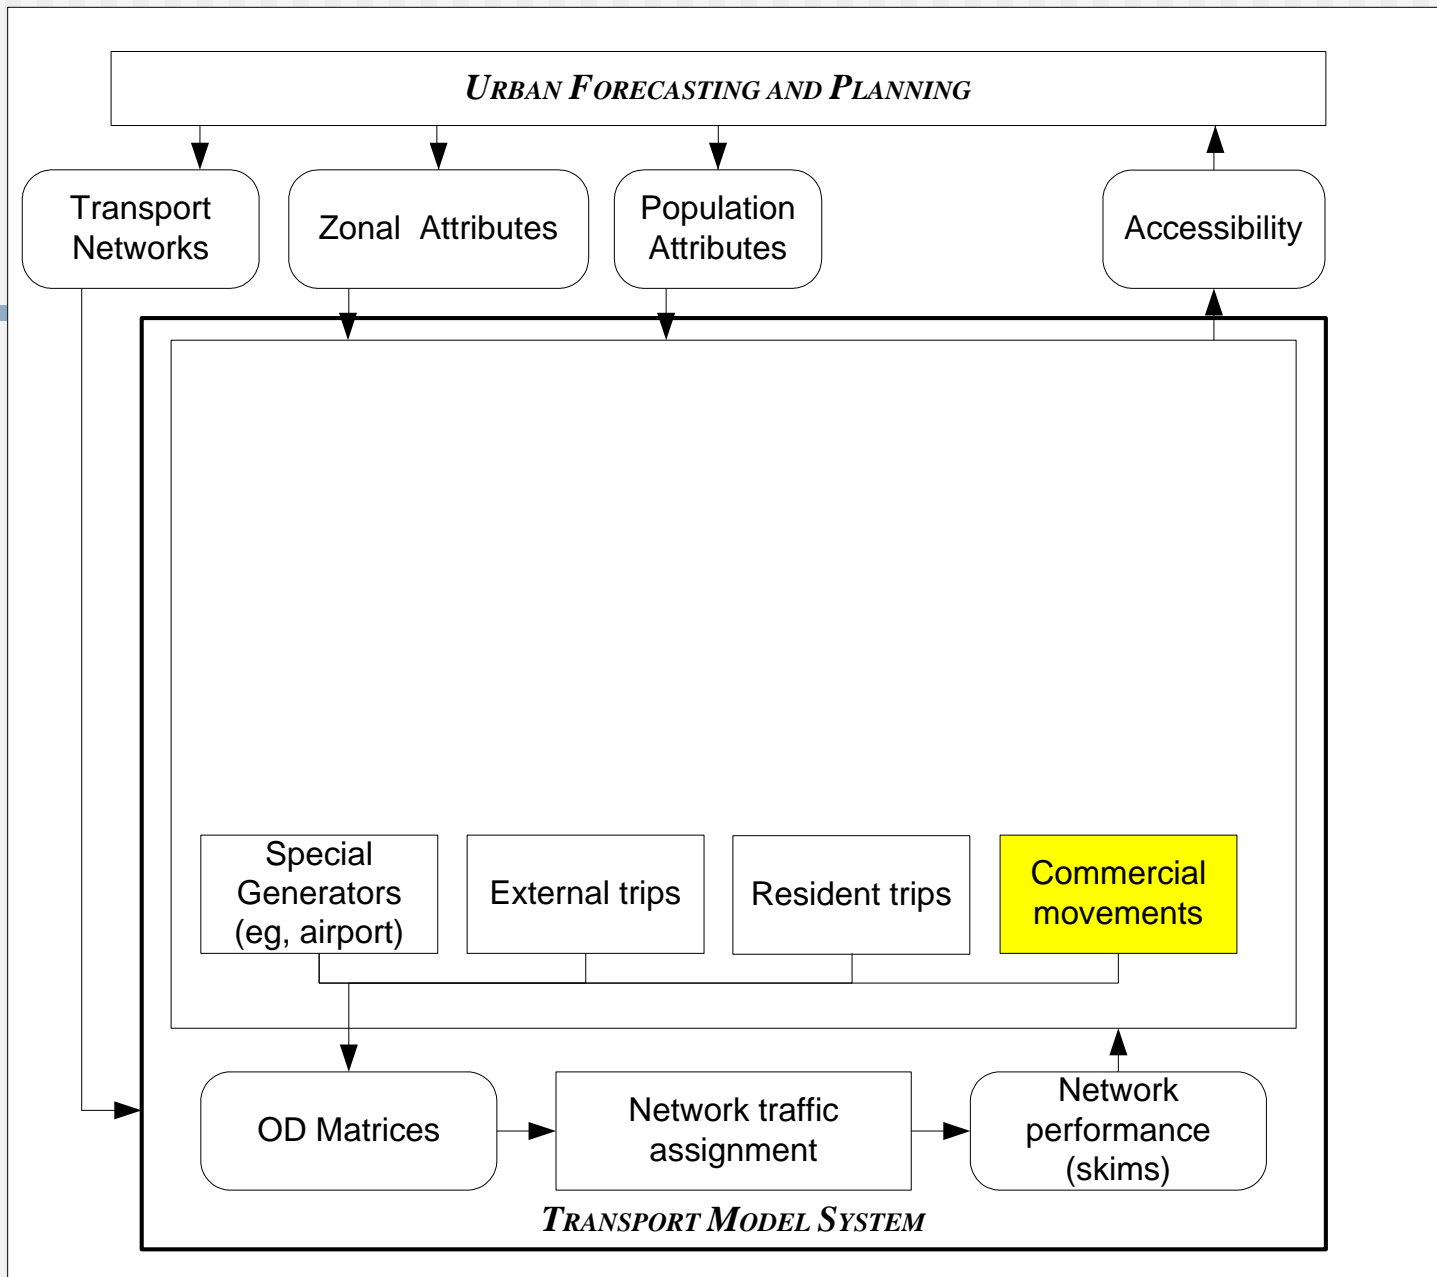 URBAN FORECASTING AND PLANNING
Transport
Networks
Zonal Attributes
Population
Attributes
Accessibility
Special
Generators
(eg, airport)
External trips
Resident trips
Commercial
movements
OD Matrices
Network traffic
assignment
Network
performance
(skims)
TRANSPORT MODEL SYSTEM